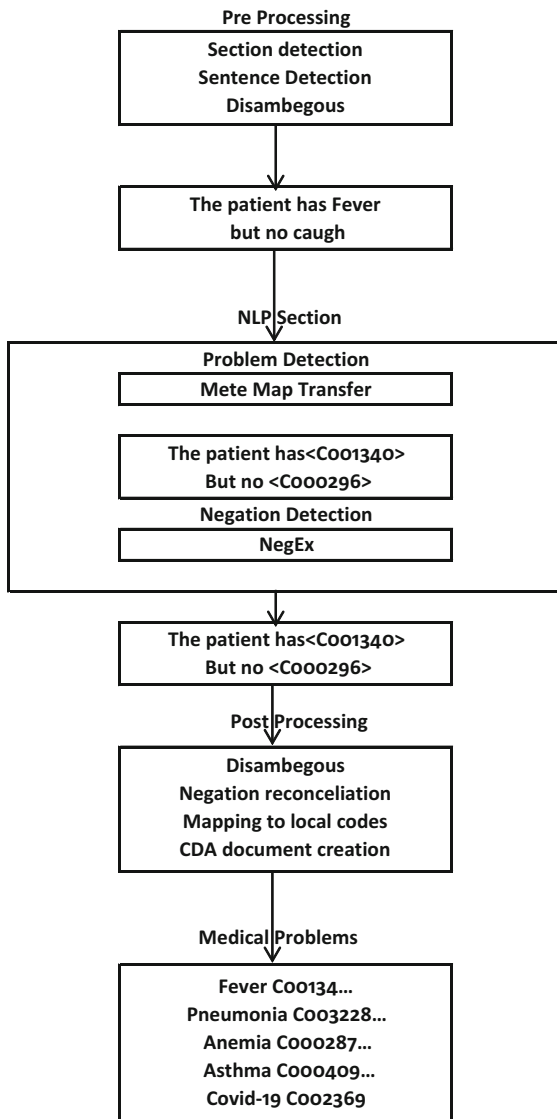 Pre Processing
Section detection
Sentence Detection
Disambegous
The patient has Fever
but no caugh
NLP Section
Problem Detection
Mete Map Transfer
The patient has<C001340>
But no <C000296>
Negation Detection
NegEx
The patient has<C001340>
But no <C000296>
Post Processing
Disambegous
Negation reconceliation
Mapping to local codes
CDA document creation
Medical Problems
Fever C00134...
Pneumonia C003228...
Anemia C000287...
Asthma C000409...
Covid-19 C002369